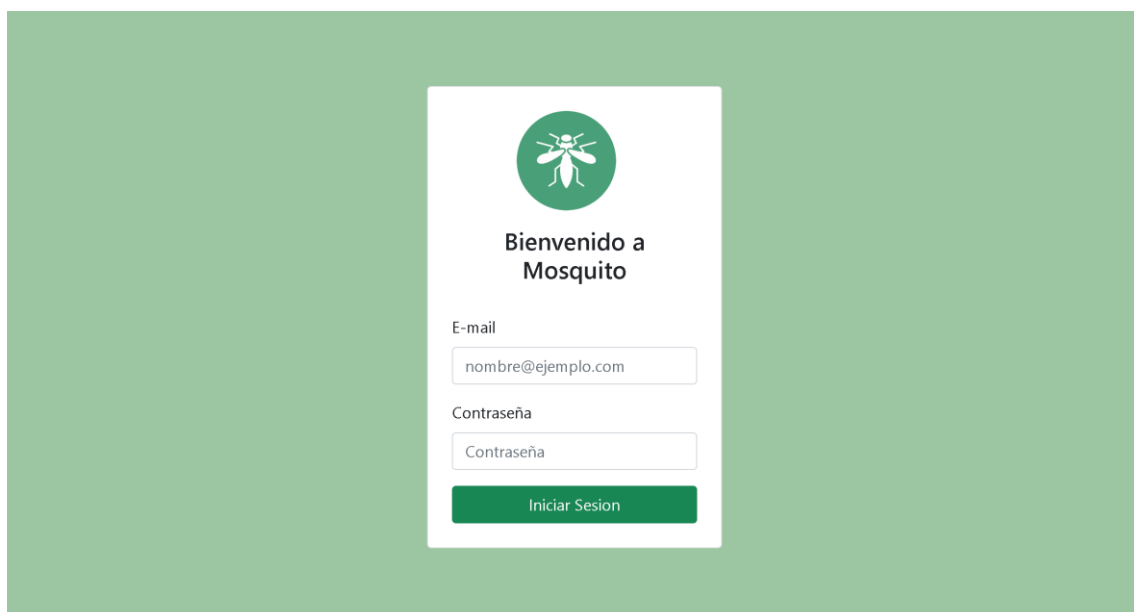 Bienvenido a
Mosquito
E-mail
nombre@ejemplo.com
Contraseña
Contraseña
Iniciar Sesion